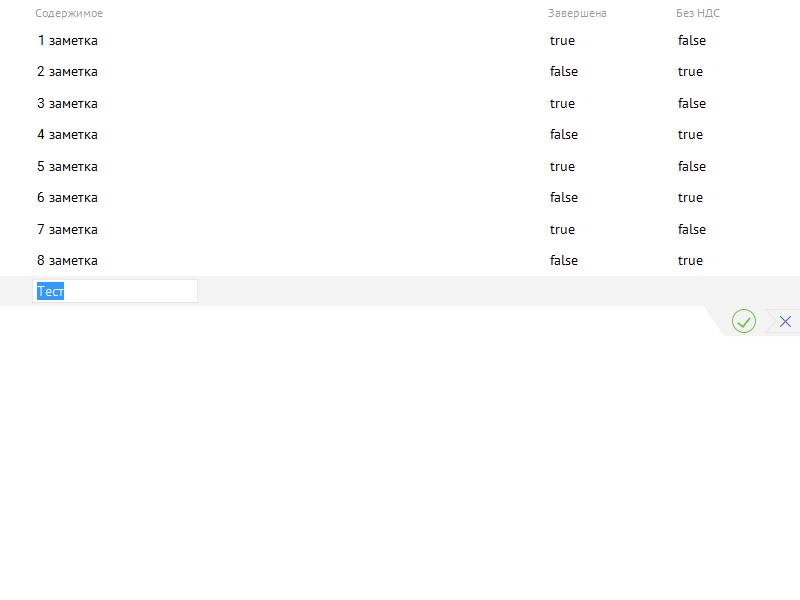 Содержимое Завершена Без НДС
1 заметка true false
2 заметка false true
3 заметка true false
4 заметка false true
5 заметка true false
6 заметка false true
7 заметка true false
8 заметка false true
Тест